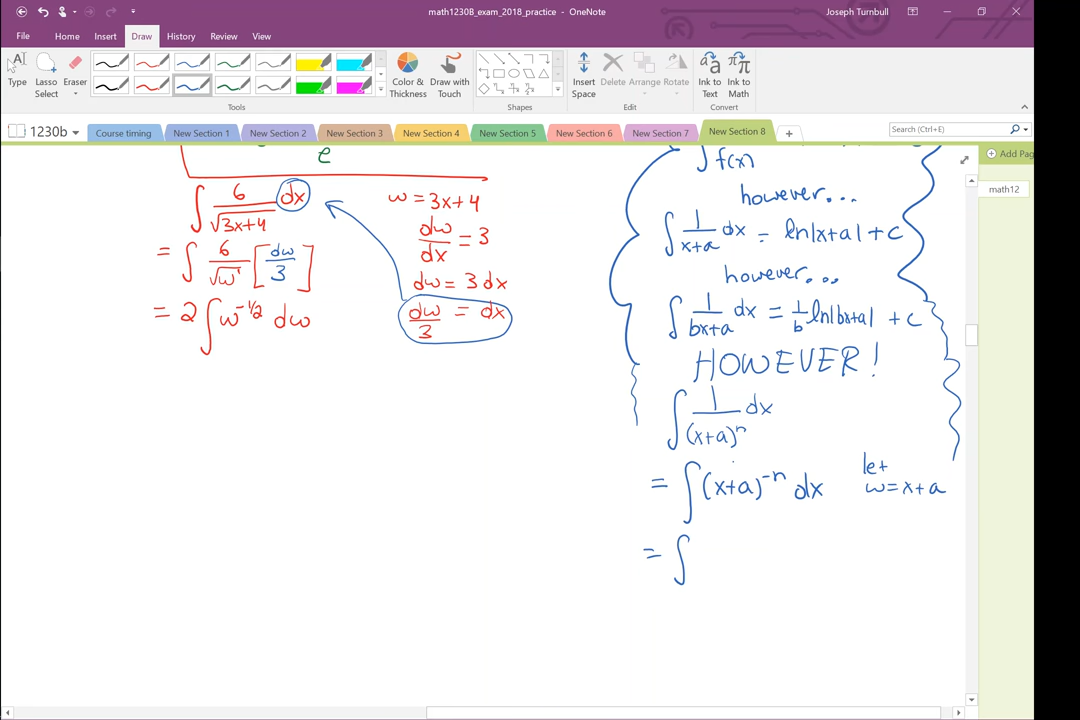 math1230B_exam_2018_practice - OneNote
Joseph Turnbull
File Home Insert Draw History Review View
Type
Lasso Select
Eraser
Color & Thickness
Draw with Touch
Insert Space
Delete
Arrange
Rotate
Ink to Text
Ink to Math
Tools
Shapes
Edit
Convert
1230b
Course timing
New Section 1
New Section 2
New Section 3
New Section 4
New Section 5
New Section 6
New Section 7
New Section 8
Search (Ctrl+E)
Add Pag
math12
e
∫ 6/√(3x+4) dx
= ∫ 6/√w [dw/3]
= 2 ∫ w^(-1/2) dw
w = 3x+4
dw/dx = 3
dw = 3 dx
dw/3 = dx
∫ f(x)
however...
∫ 1/(x+a) dx = ln|x+a| + c
however...
∫ 1/(bx+a) dx = 1/b ln|bx+a| + c
HOWEVER!
∫ 1/(x+a)^n dx
= ∫ (x+a)^(-n) dx
let
w = x+a
= ∫